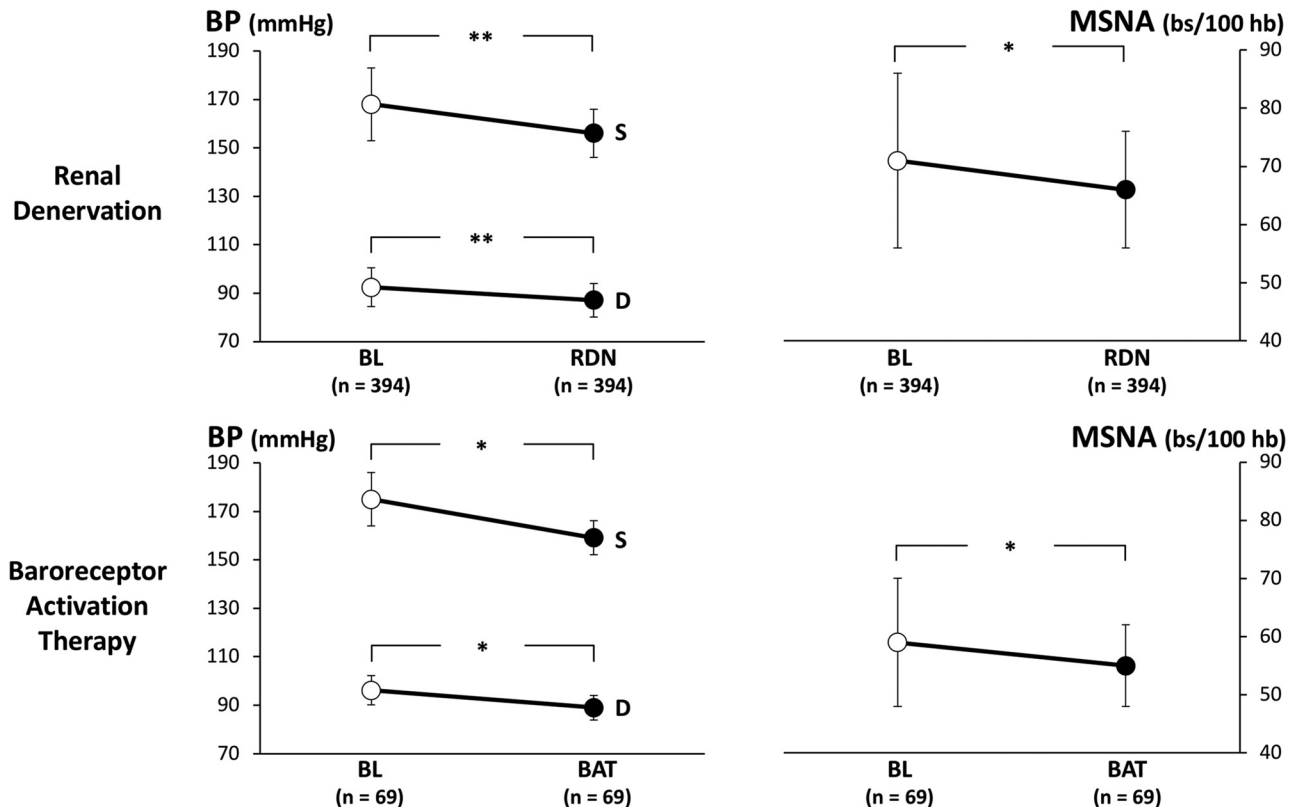 BP (mmHg)
190
170
150
130
110
90
70
**
S
**
D
BL
(n = 394)
RDN
(n = 394)
Renal
Denervation
MSNA (bs/100 hb)
90
80
70
60
50
40
*
BL
(n = 394)
RDN
(n = 394)
BP (mmHg)
190
170
150
130
110
90
70
*
S
*
D
BL
(n = 69)
BAT
(n = 69)
Baroreceptor
Activation
Therapy
MSNA (bs/100 hb)
90
80
70
60
50
40
*
BL
(n = 69)
BAT
(n = 69)